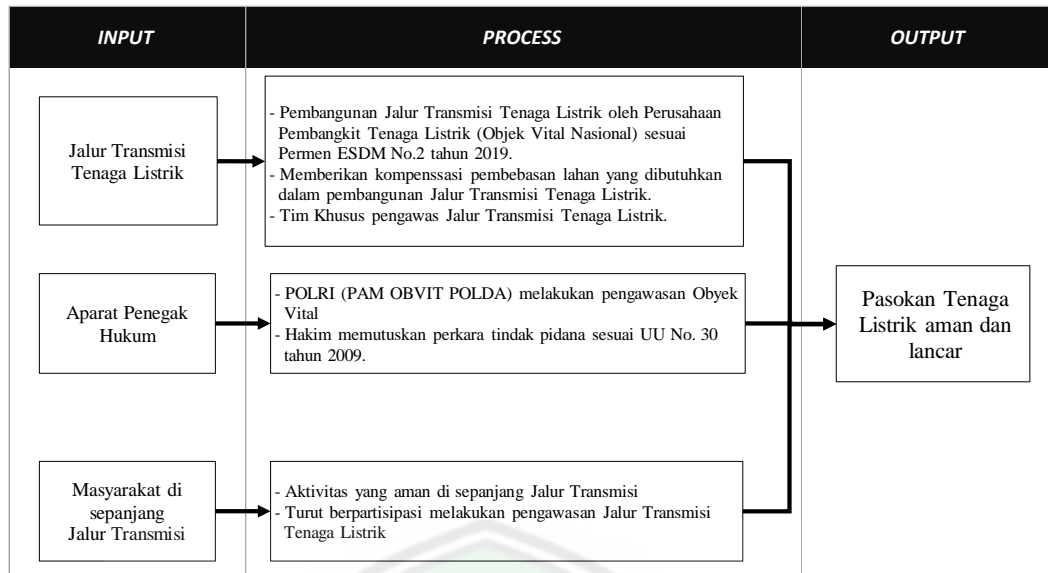 INPUT
PROCESS
OUTPUT
Jalur Transmisi
Tenaga Listrik
- Pembangunan Jalur Transmisi Tenaga Listrik oleh Perusahaan
Pembangkit Tenaga Listrik (Objek Vital Nasional) sesuai
Permen ESDM No.2 tahun 2019.
- Memberikan kompenssasi pembebasan lahan yang dibutuhkan
dalam pembangunan Jalur Transmisi Tenaga Listrik.
- Tim Khusus pengawas Jalur Transmisi Tenaga Listrik.
Aparat Penegak
Hukum
- POLRI (PAM OBVIT POLDA) melakukan pengawasan Obyek
Vital
- Hakim memutuskan perkara tindak pidana sesuai UU No. 30
tahun 2009.
Pasokan Tenaga
Listrik aman dan
lancar
Masyarakat di
sepanjang
Jalur Transmisi
- Aktivitas yang aman di sepanjang Jalur Transmisi
- Turut berpartisipasi melakukan pengawasan Jalur Transmisi
Tenaga Listrik